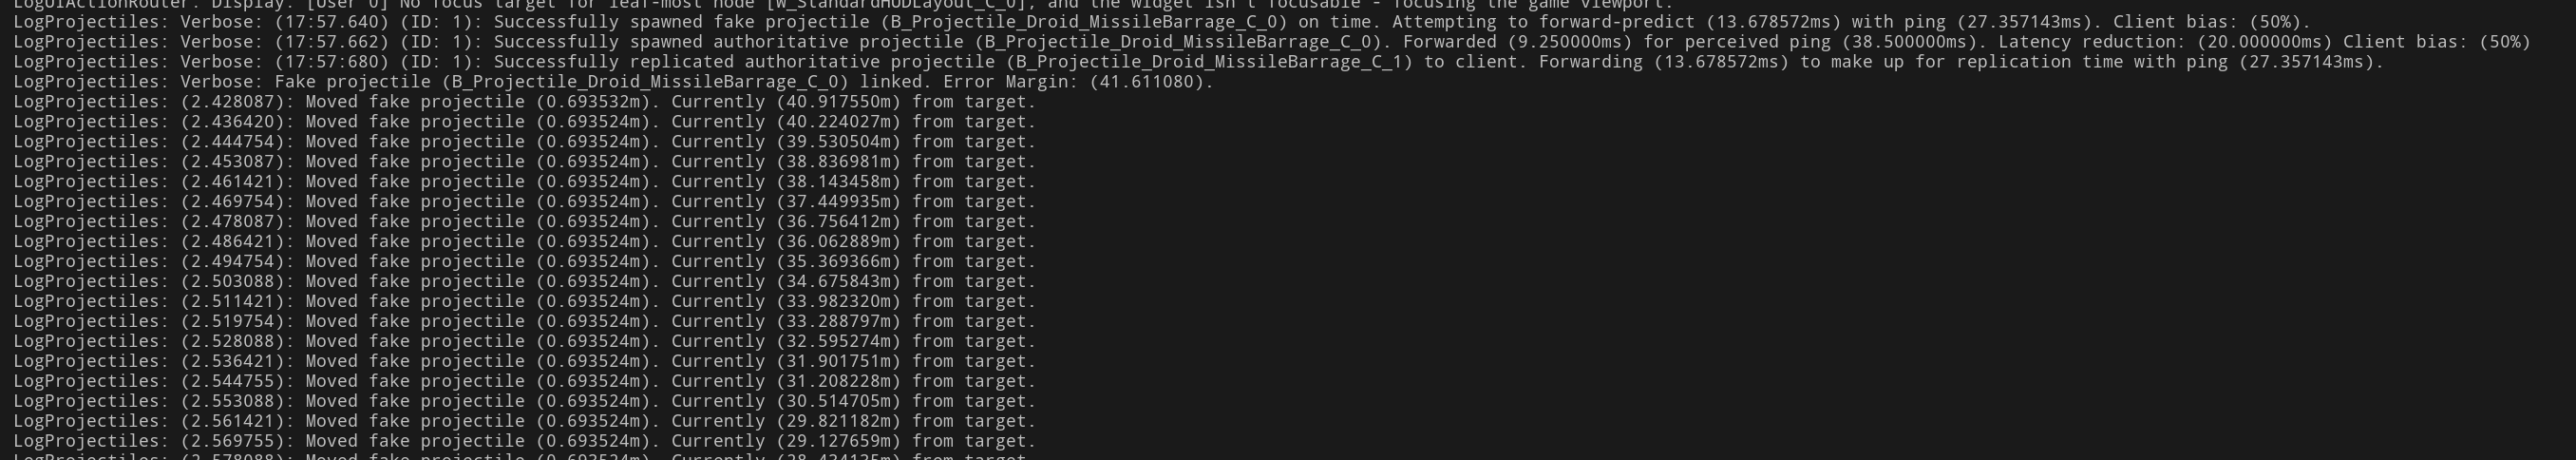 LogUIActionRouter: Display: [User 0] No focus target for leaf-most node [W_StandardHUDLayout_C_0], and the widget isn't focusable - focusing the game viewport.
LogProjectiles: Verbose: (17:57.640) (ID: 1): Successfully spawned fake projectile (B_Projectile_Droid_MissileBarrage_C_0) on time. Attempting to forward-predict (13.678572ms) with ping (27.357143ms). Client bias: (50%).
LogProjectiles: Verbose: (17:57.662) (ID: 1): Successfully spawned authoritative projectile (B_Projectile_Droid_MissileBarrage_C_0). Forwarded (9.250000ms) for perceived ping (38.500000ms). Latency reduction: (20.000000ms) Client bias: (50%)
LogProjectiles: Verbose: (17:57:680) (ID: 1): Successfully replicated authoritative projectile (B_Projectile_Droid_MissileBarrage_C_1) to client. Forwarding (13.678572ms) to make up for replication time with ping (27.357143ms).
LogProjectiles: Verbose: Fake projectile (B_Projectile_Droid_MissileBarrage_C_0) linked. Error Margin: (41.611080).
LogProjectiles: (2.428087): Moved fake projectile (0.693532m). Currently (40.917550m) from target.
LogProjectiles: (2.436420): Moved fake projectile (0.693524m). Currently (40.224027m) from target.
LogProjectiles: (2.444754): Moved fake projectile (0.693524m). Currently (39.530504m) from target.
LogProjectiles: (2.453087): Moved fake projectile (0.693524m). Currently (38.836981m) from target.
LogProjectiles: (2.461421): Moved fake projectile (0.693524m). Currently (38.143458m) from target.
LogProjectiles: (2.469754): Moved fake projectile (0.693524m). Currently (37.449935m) from target.
LogProjectiles: (2.478087): Moved fake projectile (0.693524m). Currently (36.756412m) from target.
LogProjectiles: (2.486421): Moved fake projectile (0.693524m). Currently (36.062889m) from target.
LogProjectiles: (2.494754): Moved fake projectile (0.693524m). Currently (35.369366m) from target.
LogProjectiles: (2.503088): Moved fake projectile (0.693524m). Currently (34.675843m) from target.
LogProjectiles: (2.511421): Moved fake projectile (0.693524m). Currently (33.982320m) from target.
LogProjectiles: (2.519754): Moved fake projectile (0.693524m). Currently (33.288797m) from target.
LogProjectiles: (2.528088): Moved fake projectile (0.693524m). Currently (32.595274m) from target.
LogProjectiles: (2.536421): Moved fake projectile (0.693524m). Currently (31.901751m) from target.
LogProjectiles: (2.544755): Moved fake projectile (0.693524m). Currently (31.208228m) from target.
LogProjectiles: (2.553088): Moved fake projectile (0.693524m). Currently (30.514705m) from target.
LogProjectiles: (2.561421): Moved fake projectile (0.693524m). Currently (29.821182m) from target.
LogProjectiles: (2.569755): Moved fake projectile (0.693524m). Currently (29.127659m) from target.
LogProjectiles: (2.578088): Moved fake projectile (0.693524m). Currently (28.434135m) from target.